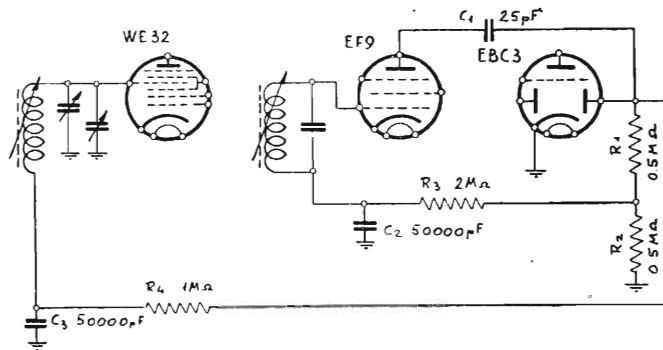 WE32
EF9
C1 25pF
EBC3
R1
0.5MΩ
R3 2MΩ
C2 50000pF
R2
0.5MΩ
R4 1MΩ
C3 50000pF